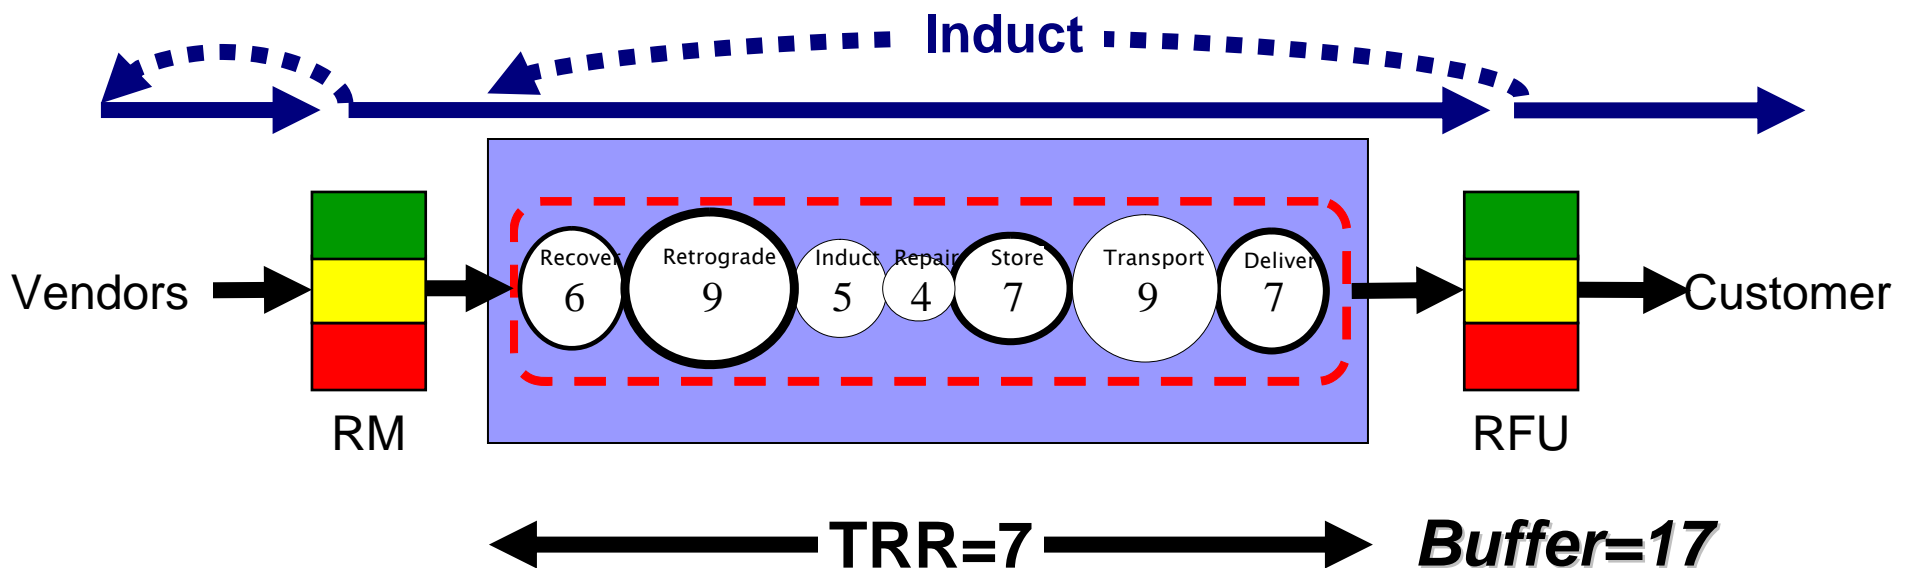 Induct
Vendors
RM
Recover
6
Retrograde
9
Induct
5
Repair
4
Store
7
Transport
9
Deliver
7
RFU
Customer
TRR=7
Buffer=17